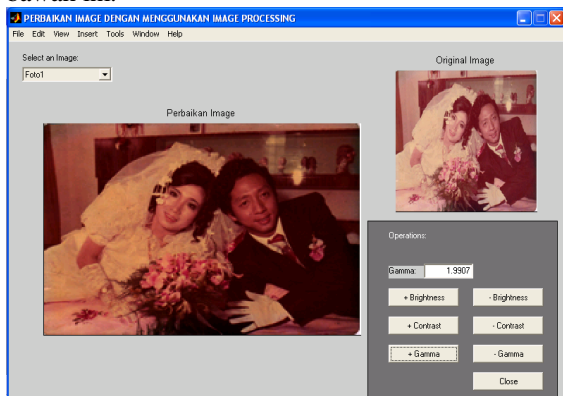 PERBAIKAN IMAGE DENGAN MENGGUNAKAN IMAGE PROCESSING
File Edit View Insert Tools Window Help
Select an Image:
Foto1
Original Image
Perbaikan Image
Operations:
Gamma: 1.9907
+ Brightness - Brightness
+ Contrast - Contrast
+ Gamma - Gamma
Close